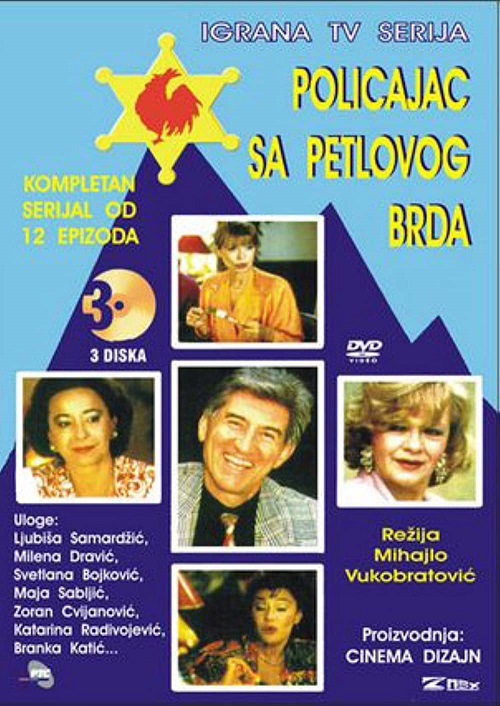 IGRANA TV SERIJA
POLICAJAC
SA PETLOVOG
BRDA
KOMPLETAN
SERIJAL OD
12 EPIZODA
3
3 DISKA
DVD
VIDEO
Uloge:
Ljubiša Samardžić,
Milena Dravić,
Svetlana Bojković,
Maja Sabljić,
Zoran Cvijanović,
Katarina Radivojević,
Branka Katić...
Režija
Mihajlo
Vukobratović
Proizvodnja:
CINEMA DIZAJN
PTC